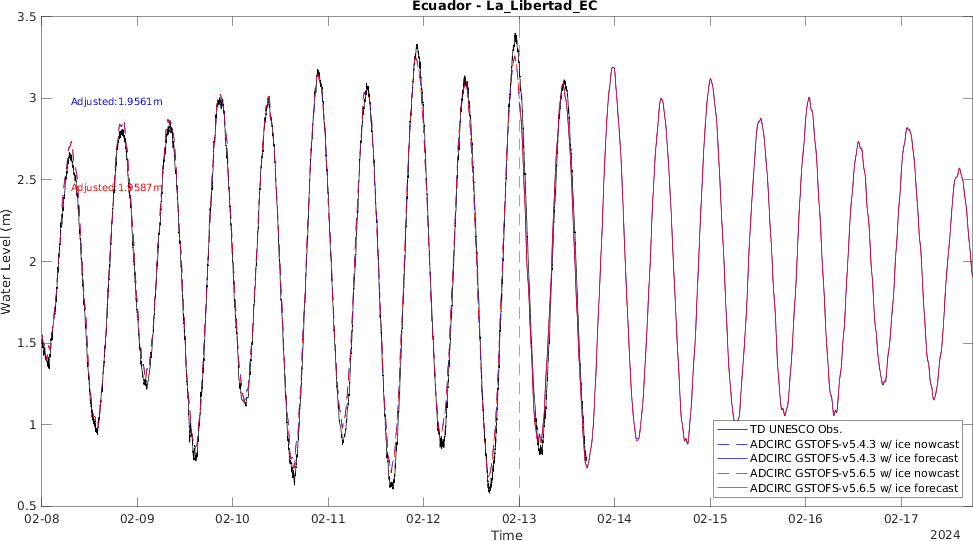 Ecuador - La_Libertad_EC
3.5
3
2.5
2
1.5
1
0.5
Water Level (m)
Adjusted:1.9561m
Adjusted:1.9587m
TD UNESCO Obs.
ADCIRC GSTOFS-v5.4.3 w/ ice nowcast
ADCIRC GSTOFS-v5.4.3 w/ ice forecast
ADCIRC GSTOFS-v5.6.5 w/ ice nowcast
ADCIRC GSTOFS-v5.6.5 w/ ice forecast
02-08 02-09 02-10 02-11 02-12 02-13 02-14 02-15 02-16 02-17
Time
2024